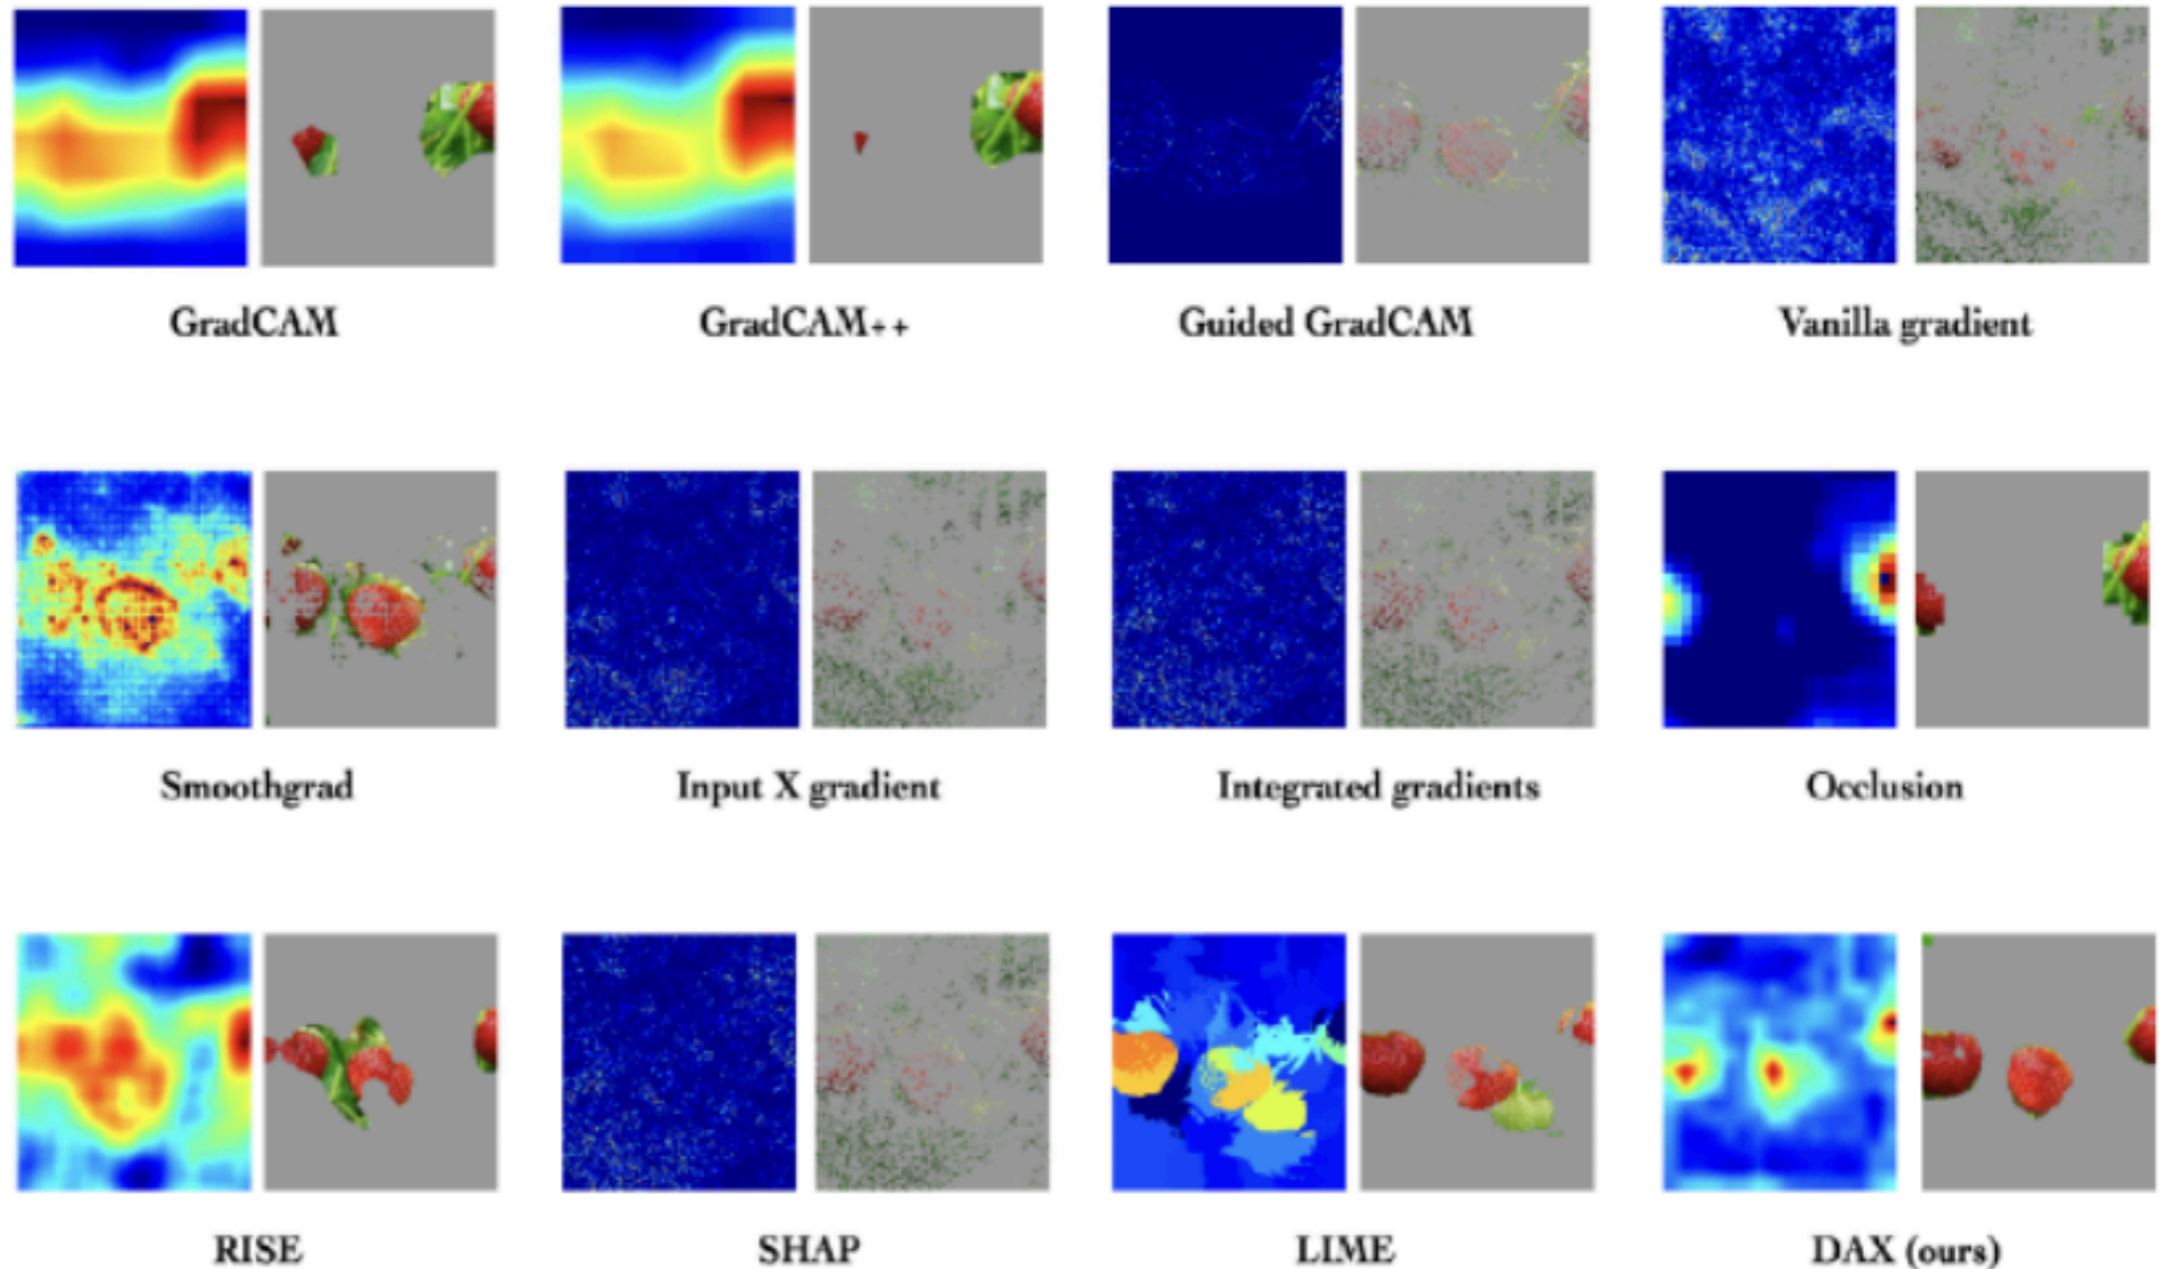 GradCAM
GradCAM++
Guided GradCAM
Vanilla gradient
Smoothgrad
Input X gradient
Integrated gradients
Occlusion
RISE
SHAP
LIME
DAX (ours)